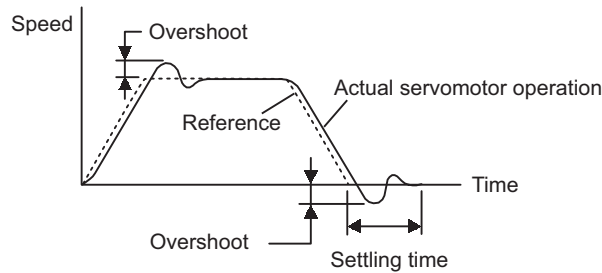 Speed
Overshoot
Actual servomotor operation
Reference
Time
Overshoot
Settling time